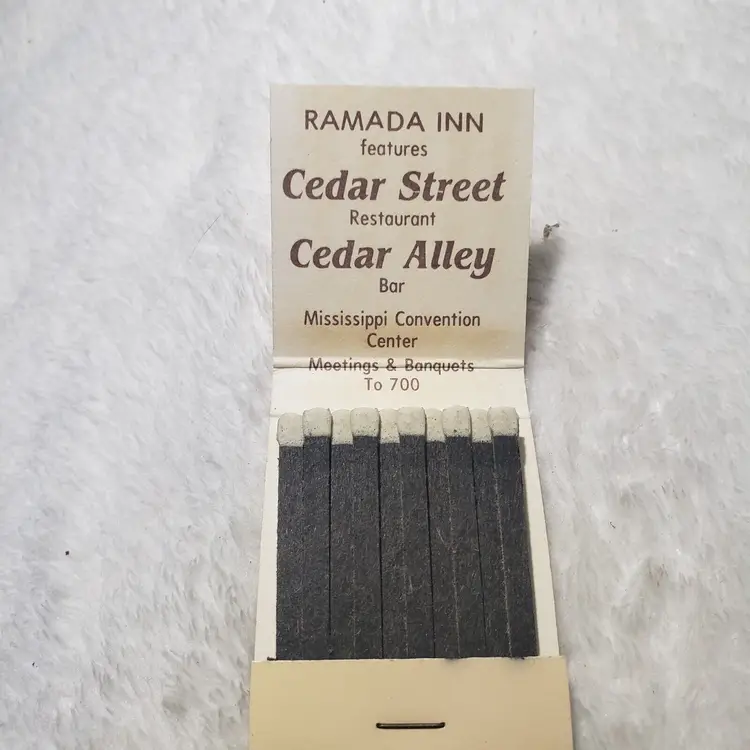 RAMADA INN
features
Cedar Street
Restaurant
Cedar Alley
Bar
Mississippi Convention
Center
Meetings & Banquets
To 700